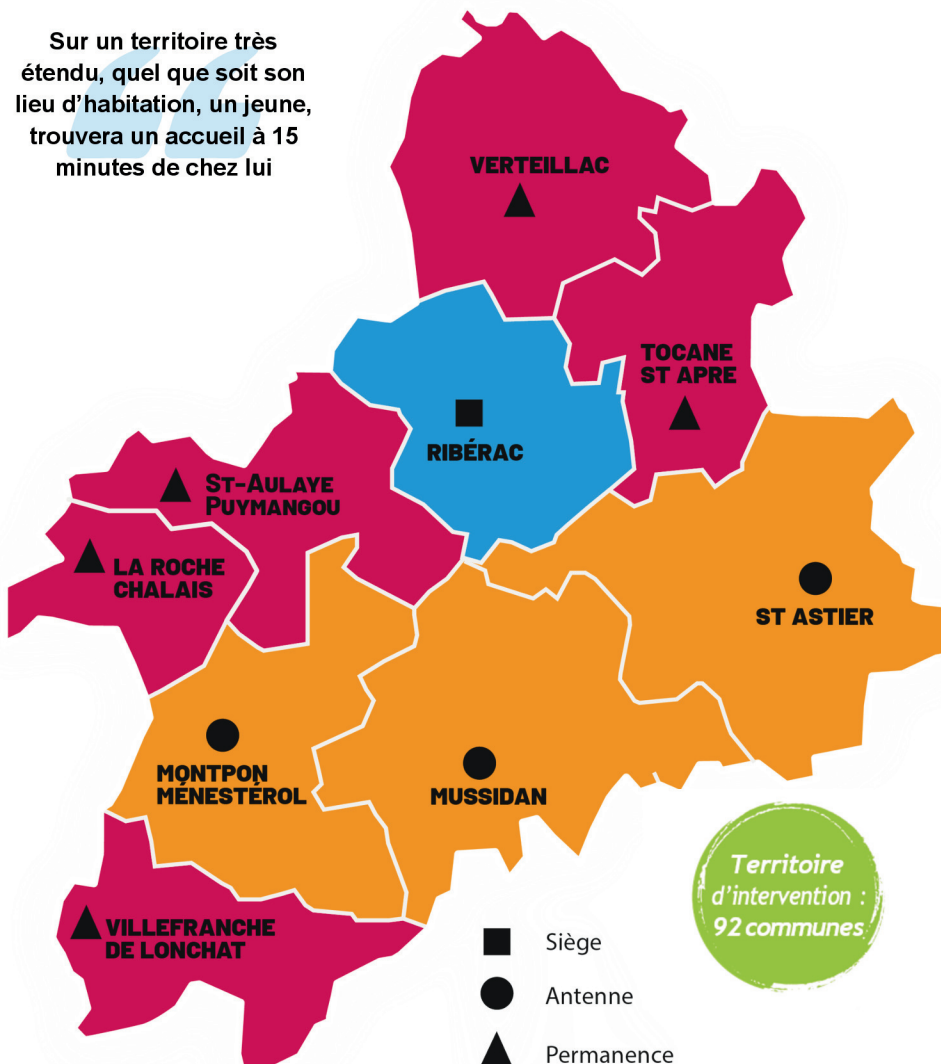 Sur un territoire très
étendu, quel que soit son
lieu d'habitation, un jeune,
trouvera un accueil à 15
minutes de chez lui
VERTEILLAC
TOCANE
ST APRE
RIBÉRAC
ST-AULAYE
PUYMANGOU
LA ROCHE
CHALAIS
ST ASTIER
MONTPON
MÉNESTÉROL
MUSSIDAN
VILLEFRANCHE
DE LONCHAT
Territoire
d'intervention :
92 communes
Siège
Antenne
Permanence